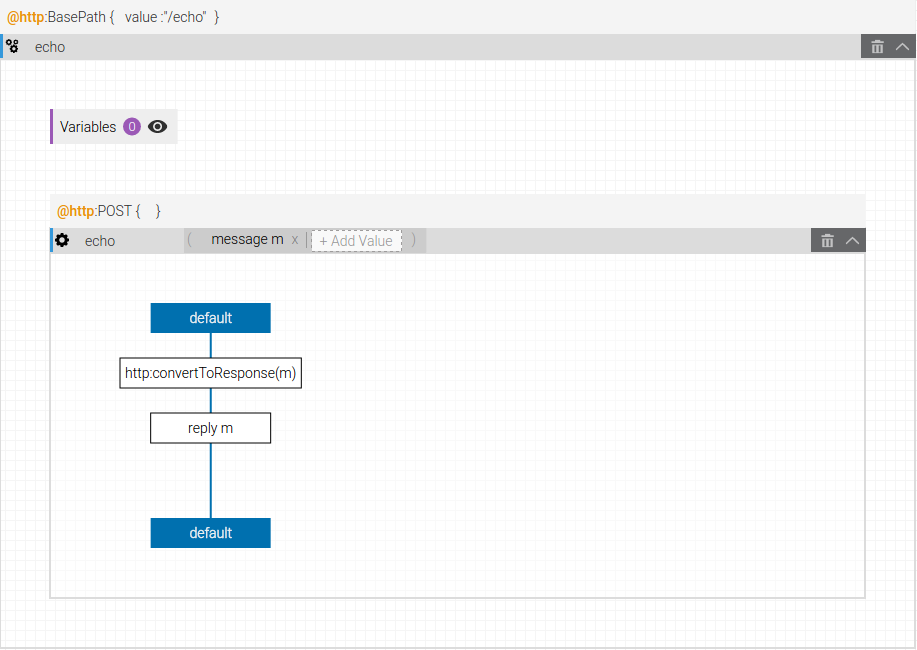 @http:BasePath { value :"/echo" }
echo
Variables 0
@http:POST { }
echo ( message m x | + Add Value )
default
http:convertToResponse(m)
reply m
default